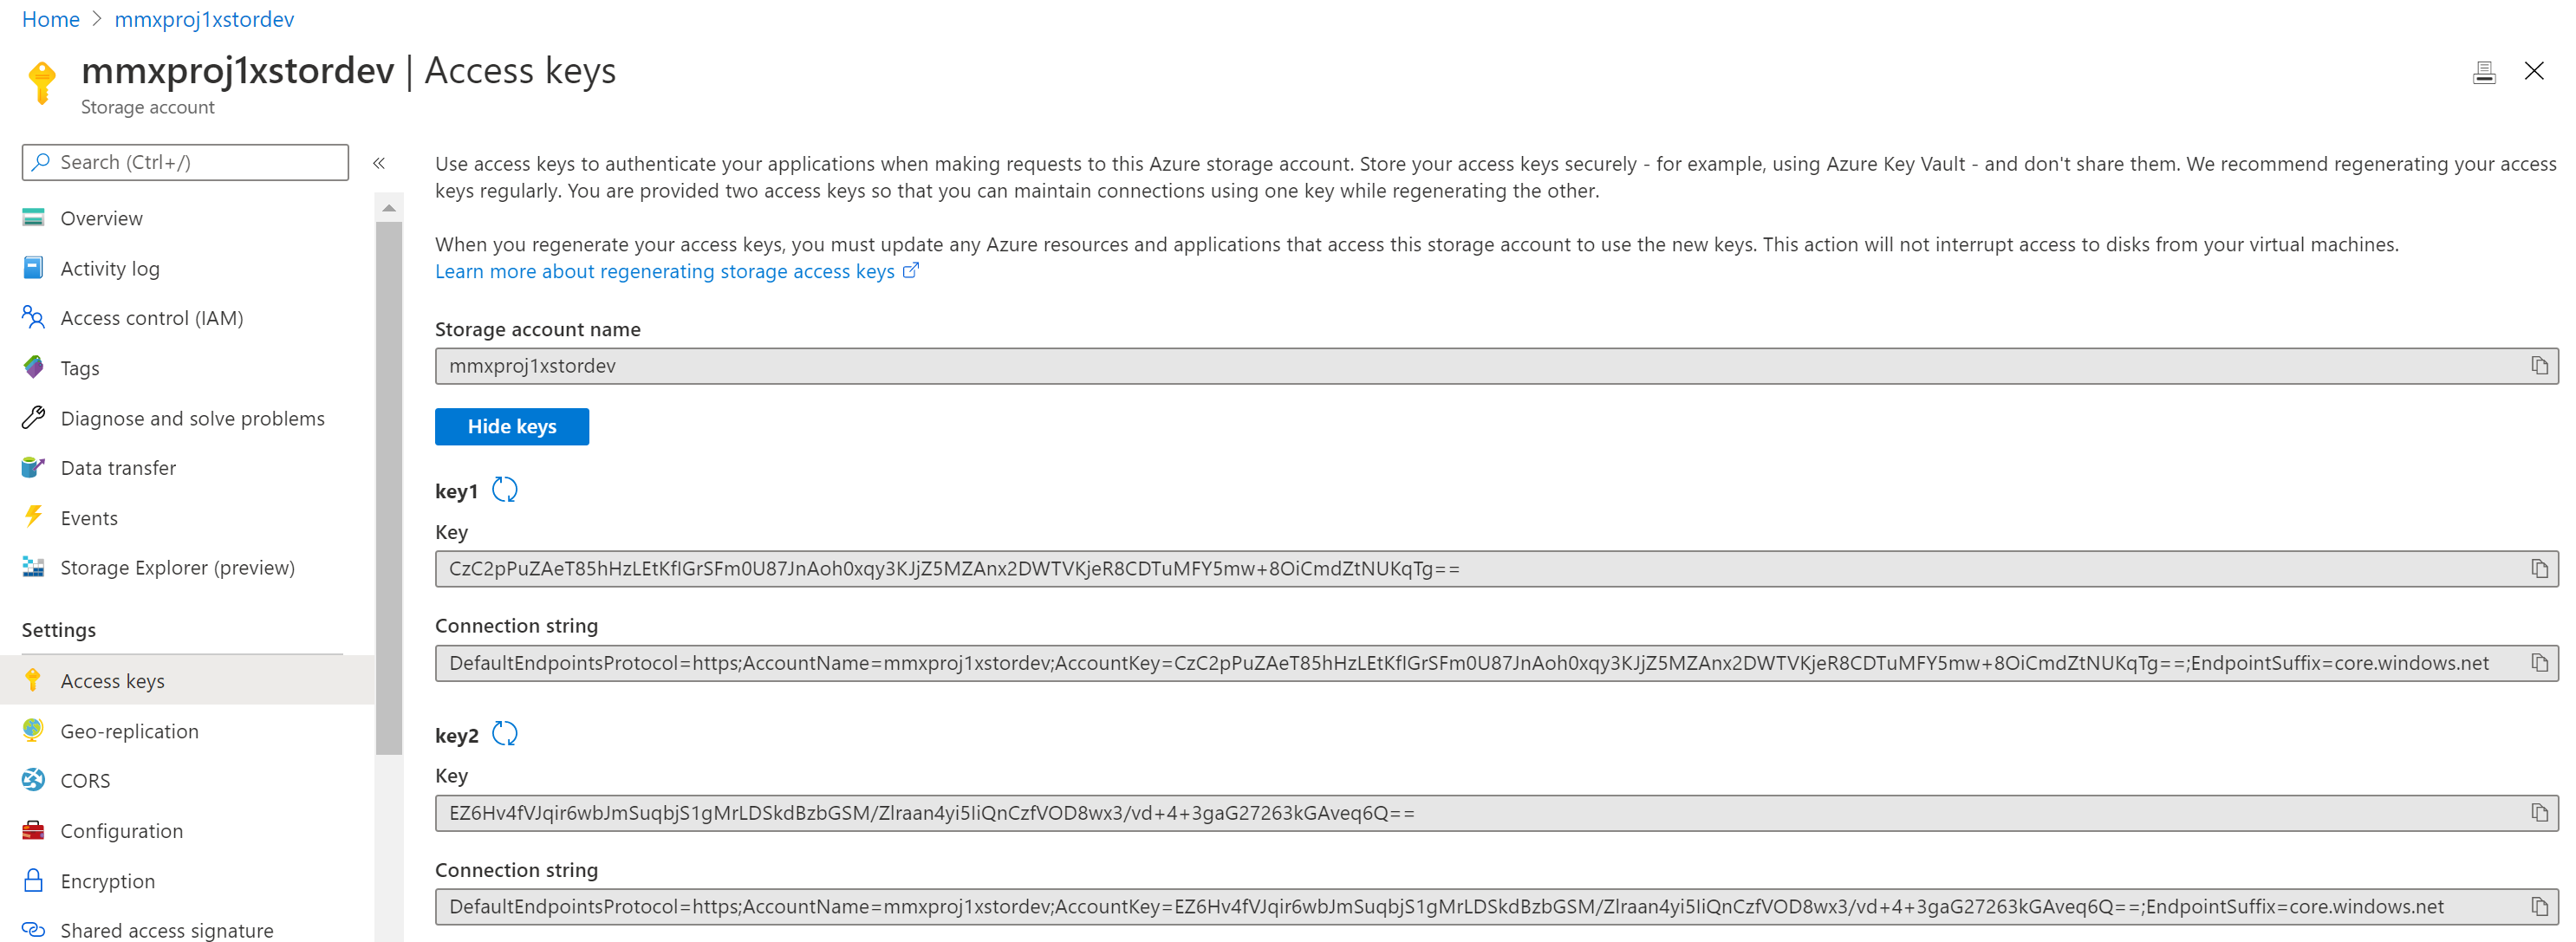 Home > mmxproj1xstordev
mmxproj1xstordev | Access keys
Storage account
Search (Ctrl+/)
«
Overview
Activity log
Access control (IAM)
Tags
Diagnose and solve problems
Data transfer
Events
Storage Explorer (preview)
Settings
Access keys
Geo-replication
CORS
Configuration
Encryption
Shared access signature
Use access keys to authenticate your applications when making requests to this Azure storage account. Store your access keys securely - for example, using Azure Key Vault - and don't share them. We recommend regenerating your access
keys regularly. You are provided two access keys so that you can maintain connections using one key while regenerating the other.
When you regenerate your access keys, you must update any Azure resources and applications that access this storage account to use the new keys. This action will not interrupt access to disks from your virtual machines.
Learn more about regenerating storage access keys
Storage account name
mmxproj1xstordev
Hide keys
key1
Key
CzC2pPuZAeT85hHzLEtKfIGrSFm0U87JnAoh0xqy3KJjZ5MZAnx2DWTVKjeR8CDTuMFY5mw+8OiCmdZtNUKqTg==
Connection string
DefaultEndpointsProtocol=https;AccountName=mmxproj1xstordev;AccountKey=CzC2pPuZAeT85hHzLEtKfIGrSFm0U87JnAoh0xqy3KJjZ5MZAnx2DWTVKjeR8CDTuMFY5mw+8OiCmdZtNUKqTg==;EndpointSuffix=core.windows.net
key2
Key
EZ6Hv4fVJqir6wbJmSuqbjS1gMrLDSkdBzbGSM/Zlraan4yi5IiQnCzfVOD8wx3/vd+4+3gaG27263kGAveq6Q==
Connection string
DefaultEndpointsProtocol=https;AccountName=mmxproj1xstordev;AccountKey=EZ6Hv4fVJqir6wbJmSuqbjS1gMrLDSkdBzbGSM/Zlraan4yi5IiQnCzfVOD8wx3/vd+4+3gaG27263kGAveq6Q==;EndpointSuffix=core.windows.net